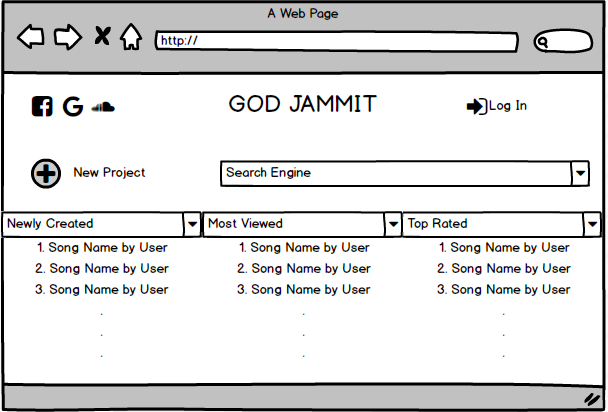 A Web Page
http://
GOD JAMMIT
Log In
New Project
Search Engine
Newly Created
Most Viewed
Top Rated
1. Song Name by User
2. Song Name by User
3. Song Name by User
.
.
.
1. Song Name by User
2. Song Name by User
3. Song Name by User
.
.
.
1. Song Name by User
2. Song Name by User
3. Song Name by User
.
.
.